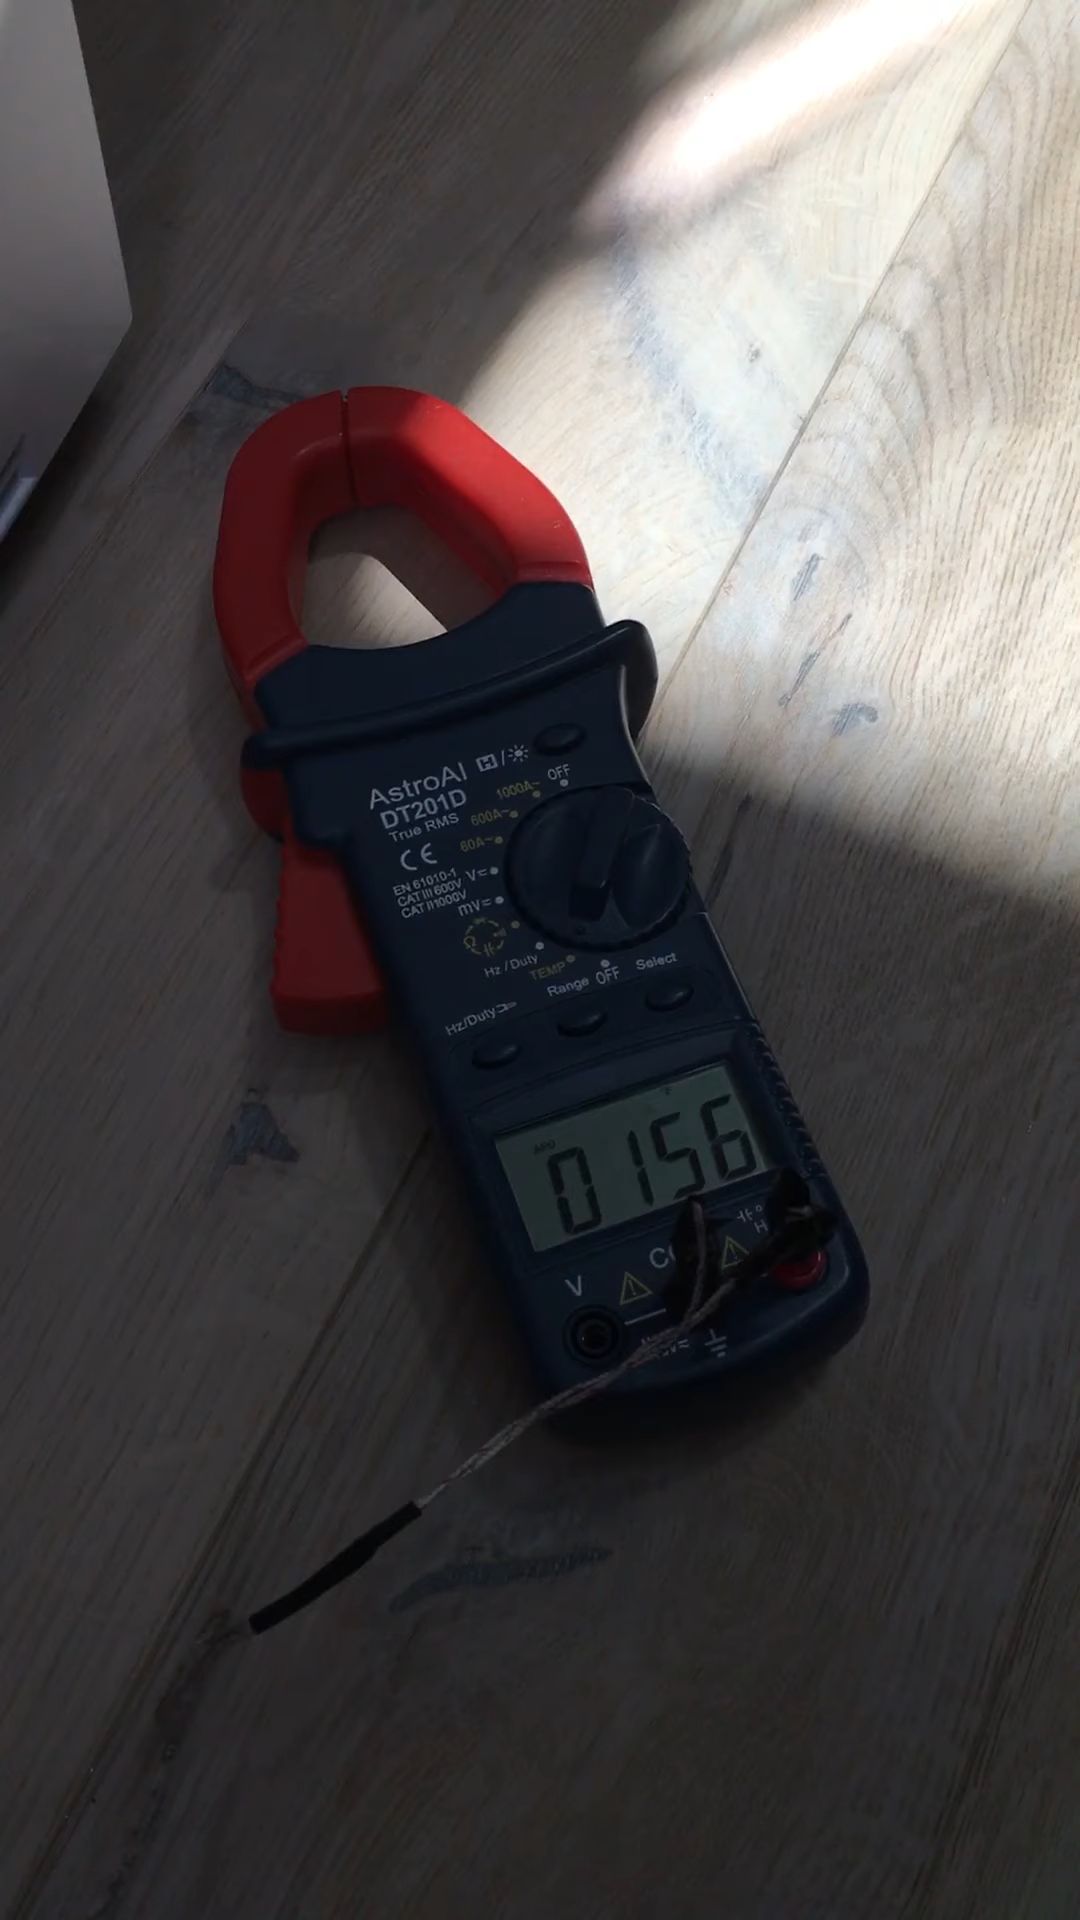 AstroAI
H/
DT201D
True RMS
CE
EN 61010-1
CAT III 600V
CAT II 1000V
OFF
1000A~
600A~
60A~
V
mV
Ω
Hz/Duty
TEMP
OFF
Hz/Duty
Range
Select
APO
0156
V